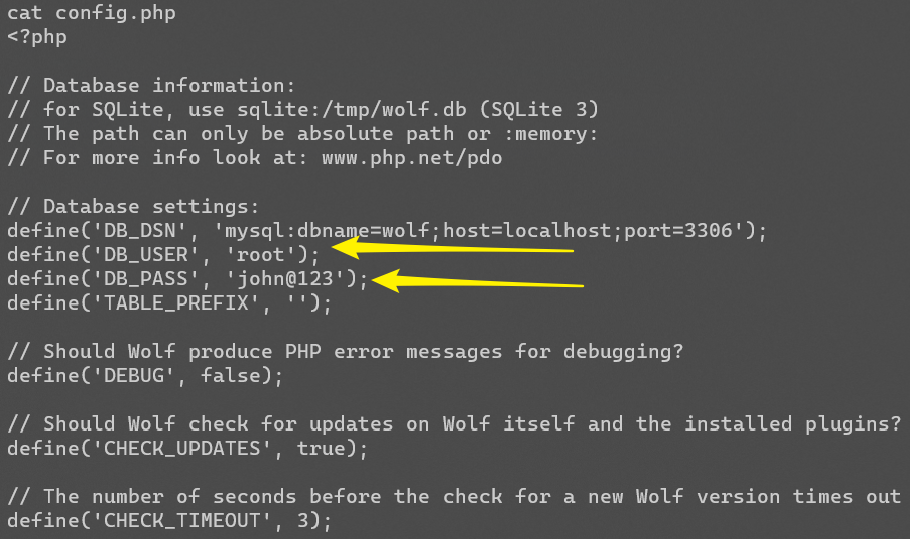 cat config.php
<?php
// Database information:
// for SQLite, use sqlite:/tmp/wolf.db (SQLite 3)
// The path can only be absolute path or :memory:
// For more info look at: www.php.net/pdo
// Database settings:
define('DB_DSN', 'mysql:dbname=wolf;host=localhost;port=3306');
define('DB_USER', 'root');
define('DB_PASS', 'john@123');
define('TABLE_PREFIX', '');
// Should Wolf produce PHP error messages for debugging?
define('DEBUG', false);
// Should Wolf check for updates on Wolf itself and the installed plugins?
define('CHECK_UPDATES', true);
// The number of seconds before the check for a new Wolf version times out
define('CHECK_TIMEOUT', 3);